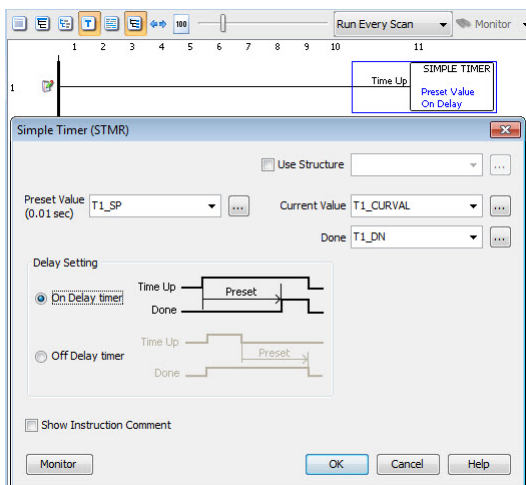 T 100 Run Every Scan Monitor
1 2 3 4 5 6 7 8 9 10 11
1
Time Up
SIMPLE TIMER
Preset Value
On Delay
Simple Timer (STMR)
Use Structure ...
Preset Value
(0.01 sec)
T1_SP ...
Current Value T1_CURVAL ...
Done T1_DN ...
Delay Setting
On Delay timer
Time Up
Preset
Done
Off Delay timer
Time Up
Preset
Done
Show Instruction Comment
Monitor OK Cancel Help